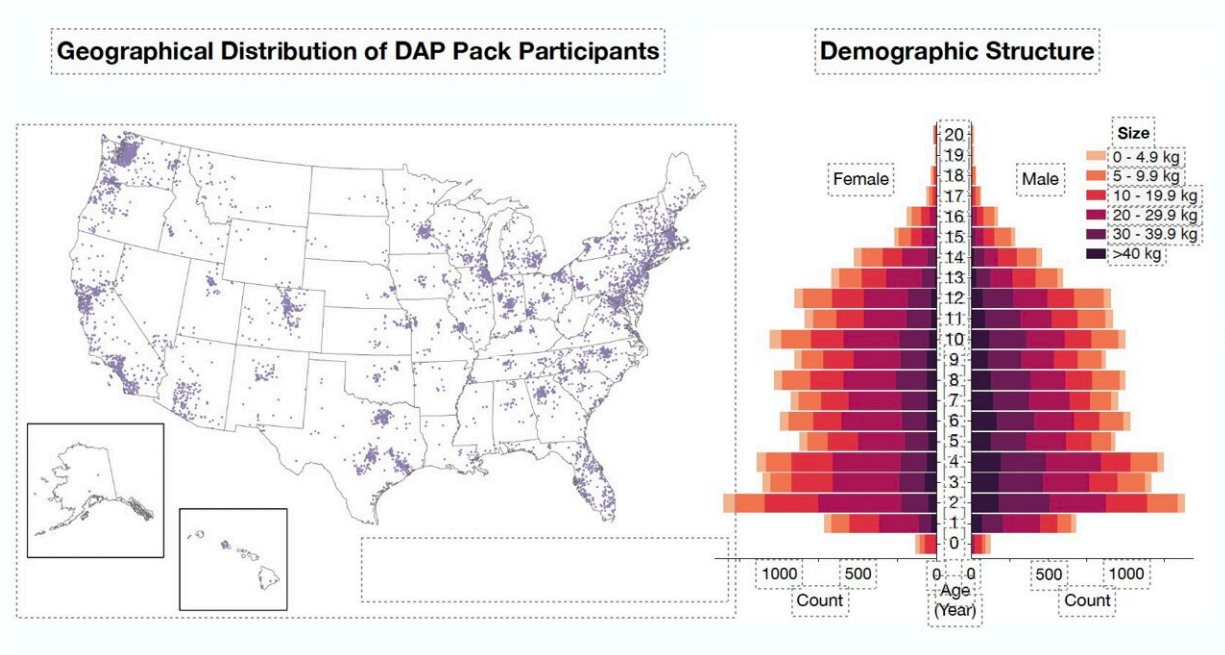 Geographical Distribution of DAP Pack Participants
Demographic Structure
Female
Male
Size
0 - 4.9 kg
5 - 9.9 kg
10 - 19.9 kg
20 - 29.9 kg
30 - 39.9 kg
>40 kg
20
19
18
17
16
15
14
13
12
11
10
9
8
7
6
5
4
3
2
1
0
1000 500 0 0 500 1000
Count
Age
(Year)
Count